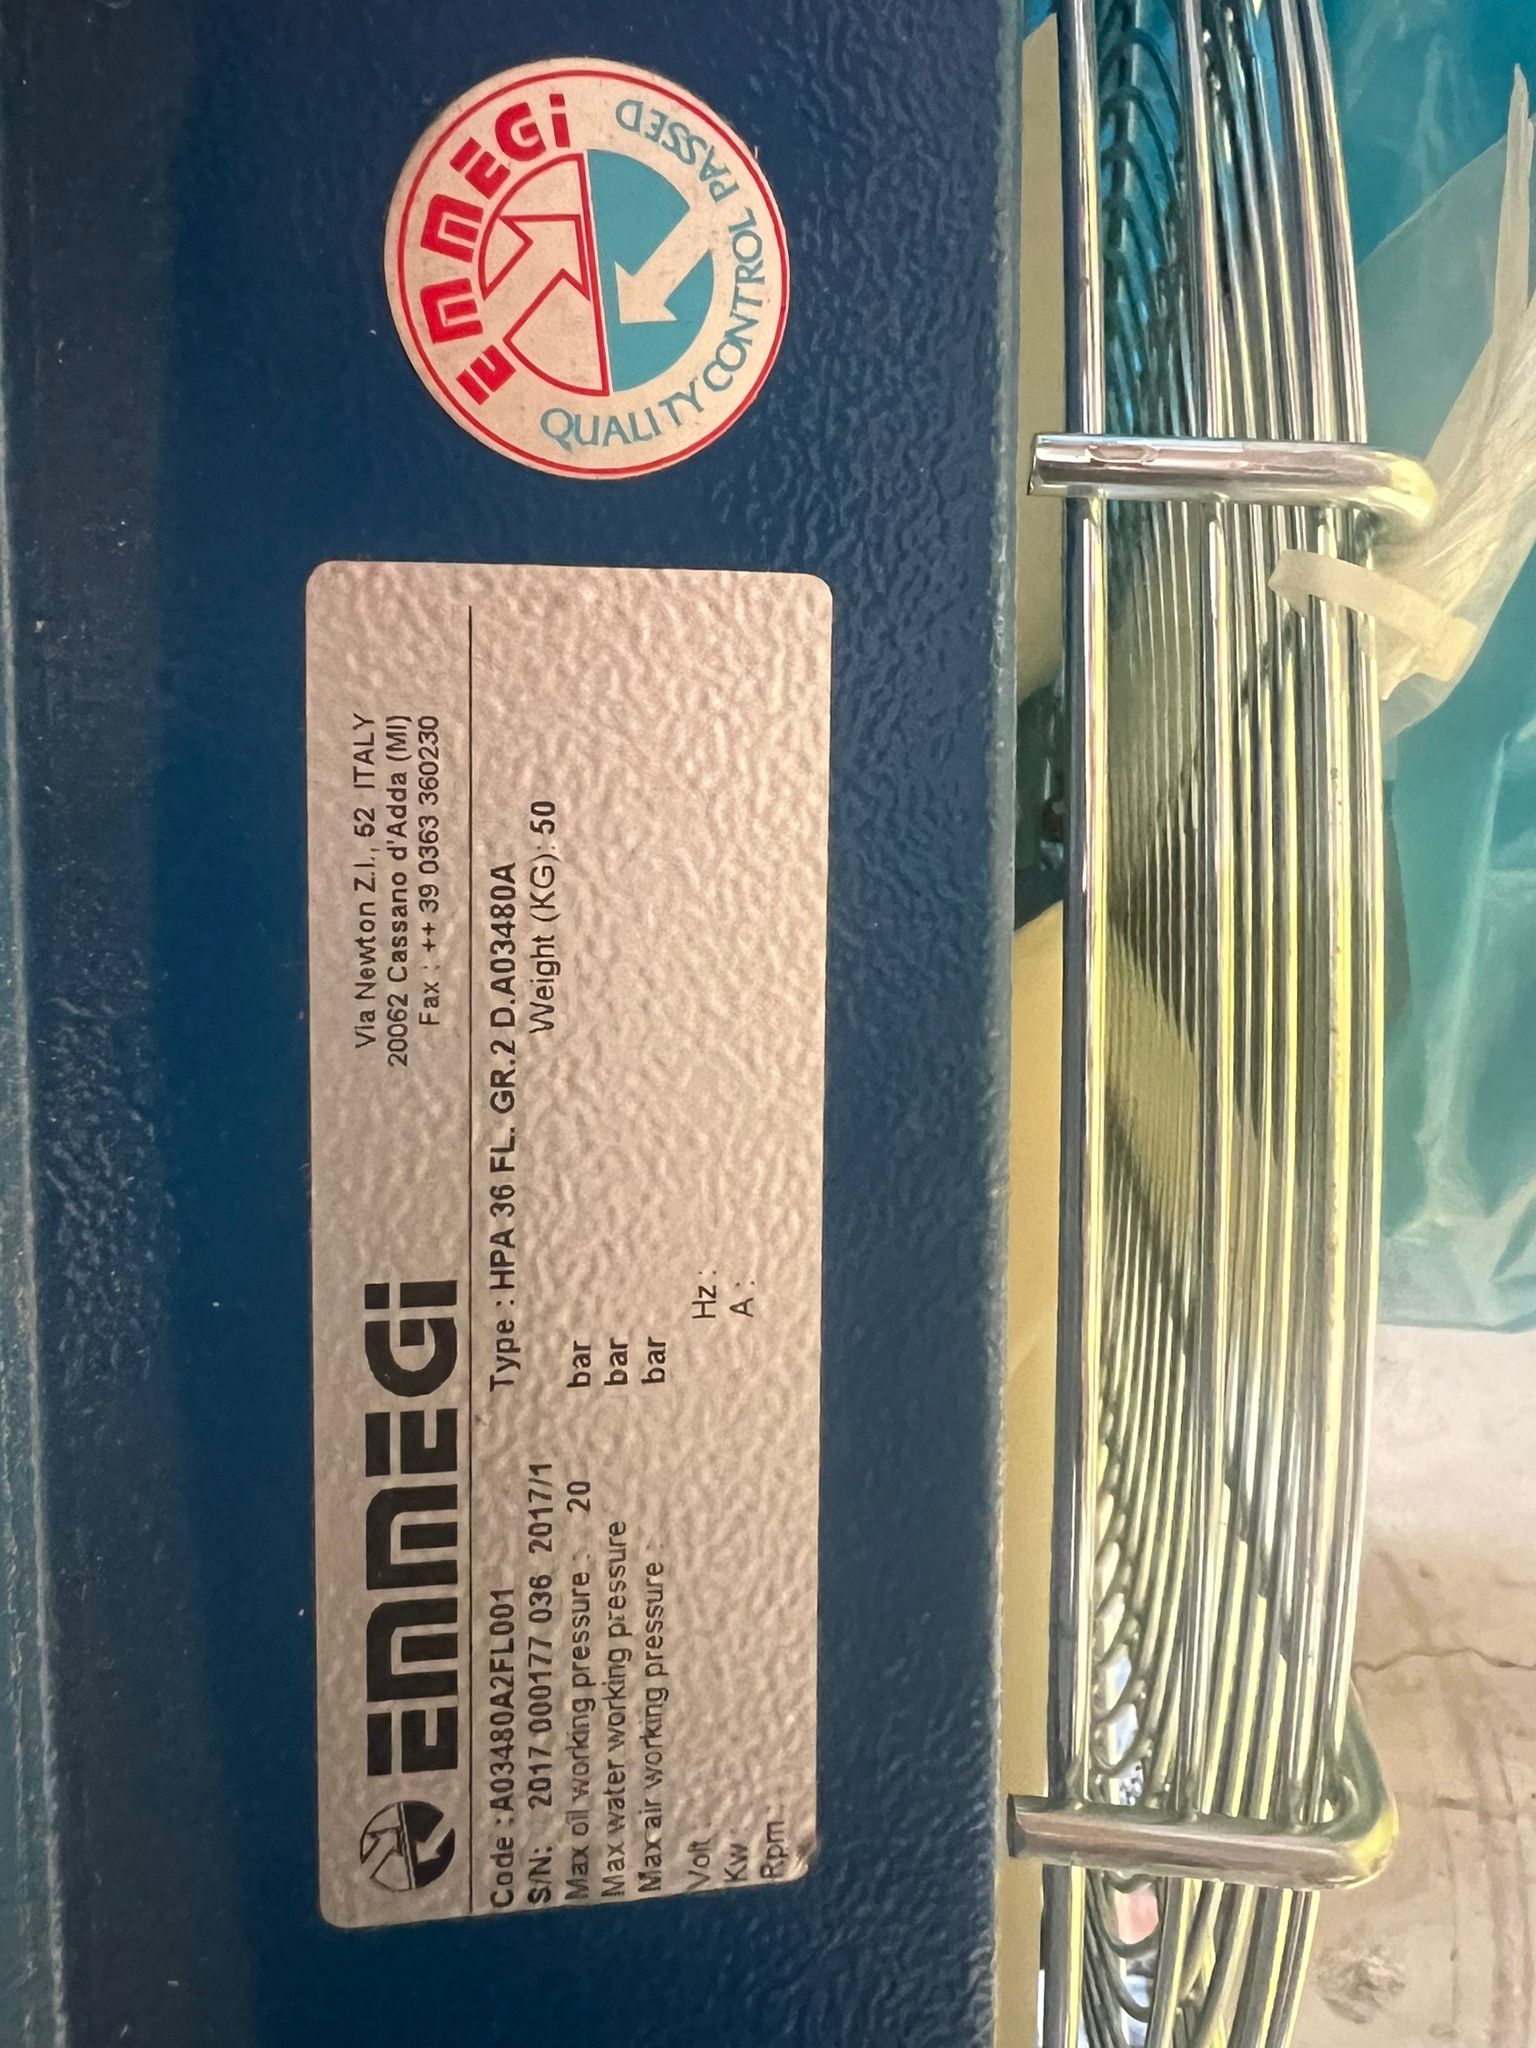 EMMEGi
Via Newton Z.I., 52 ITALY
20062 Cassano d'Adda (MI)
Fax : ++ 39 0363 360230
Code : A03480A2FL001 Type : HPA 36 FL. GR.2 D.A03480A
S/N: 2017 000177 036 2017/1 Weight (KG): 50
Max oil working pressure : 20 bar
Max water working pressure bar
Max air working pressure : bar
Volt : Hz :
Kw : A :
Rpm :
EMMEGi
QUALITY CONTROL PASSED